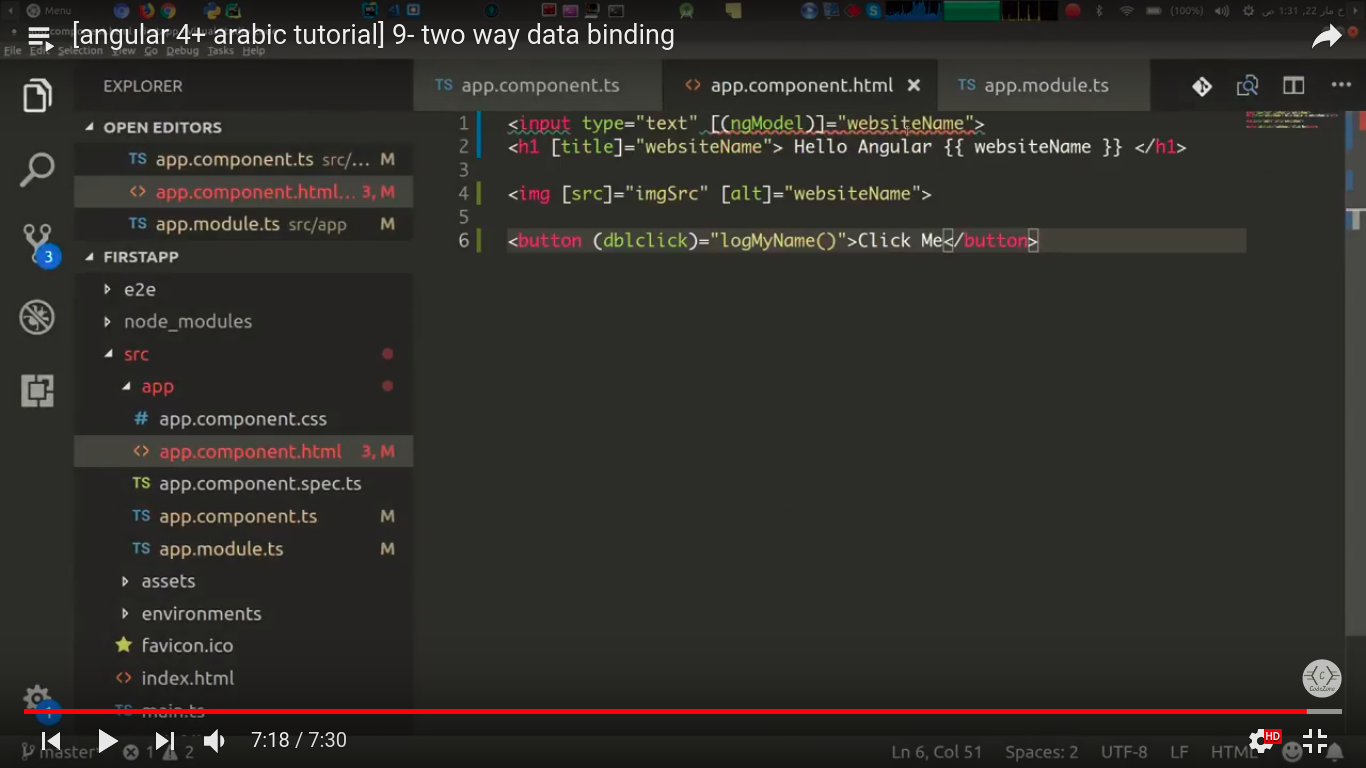 Menu
(100%)
[angular 4+ arabic tutorial] 9- two way data binding
File Edit Selection View Go Debug Tasks Help
EXPLORER
TS app.component.ts
<> app.component.html ×
TS app.module.ts
OPEN EDITORS
TS app.component.ts src/... M
<> app.component.html... 3, M
TS app.module.ts src/app M
FIRSTAPP
e2e
node_modules
src
app
# app.component.css
<> app.component.html 3, M
TS app.component.spec.ts
TS app.component.ts M
TS app.module.ts M
assets
environments
favicon.ico
<> index.html
TS main.ts
3
1
1 <input type="text" [(ngModel)]="websiteName">
2 <h1 [title]="websiteName"> Hello Angular {{ websiteName }} </h1>
3
4 <img [src]="imgSrc" [alt]="websiteName">
5
6 <button (dblclick)="logMyName()">Click Me</button>
C
CodeZone
7:18 / 7:30
HD
master
1 2
Ln 6, Col 51 Spaces: 2 UTF-8 LF HTML